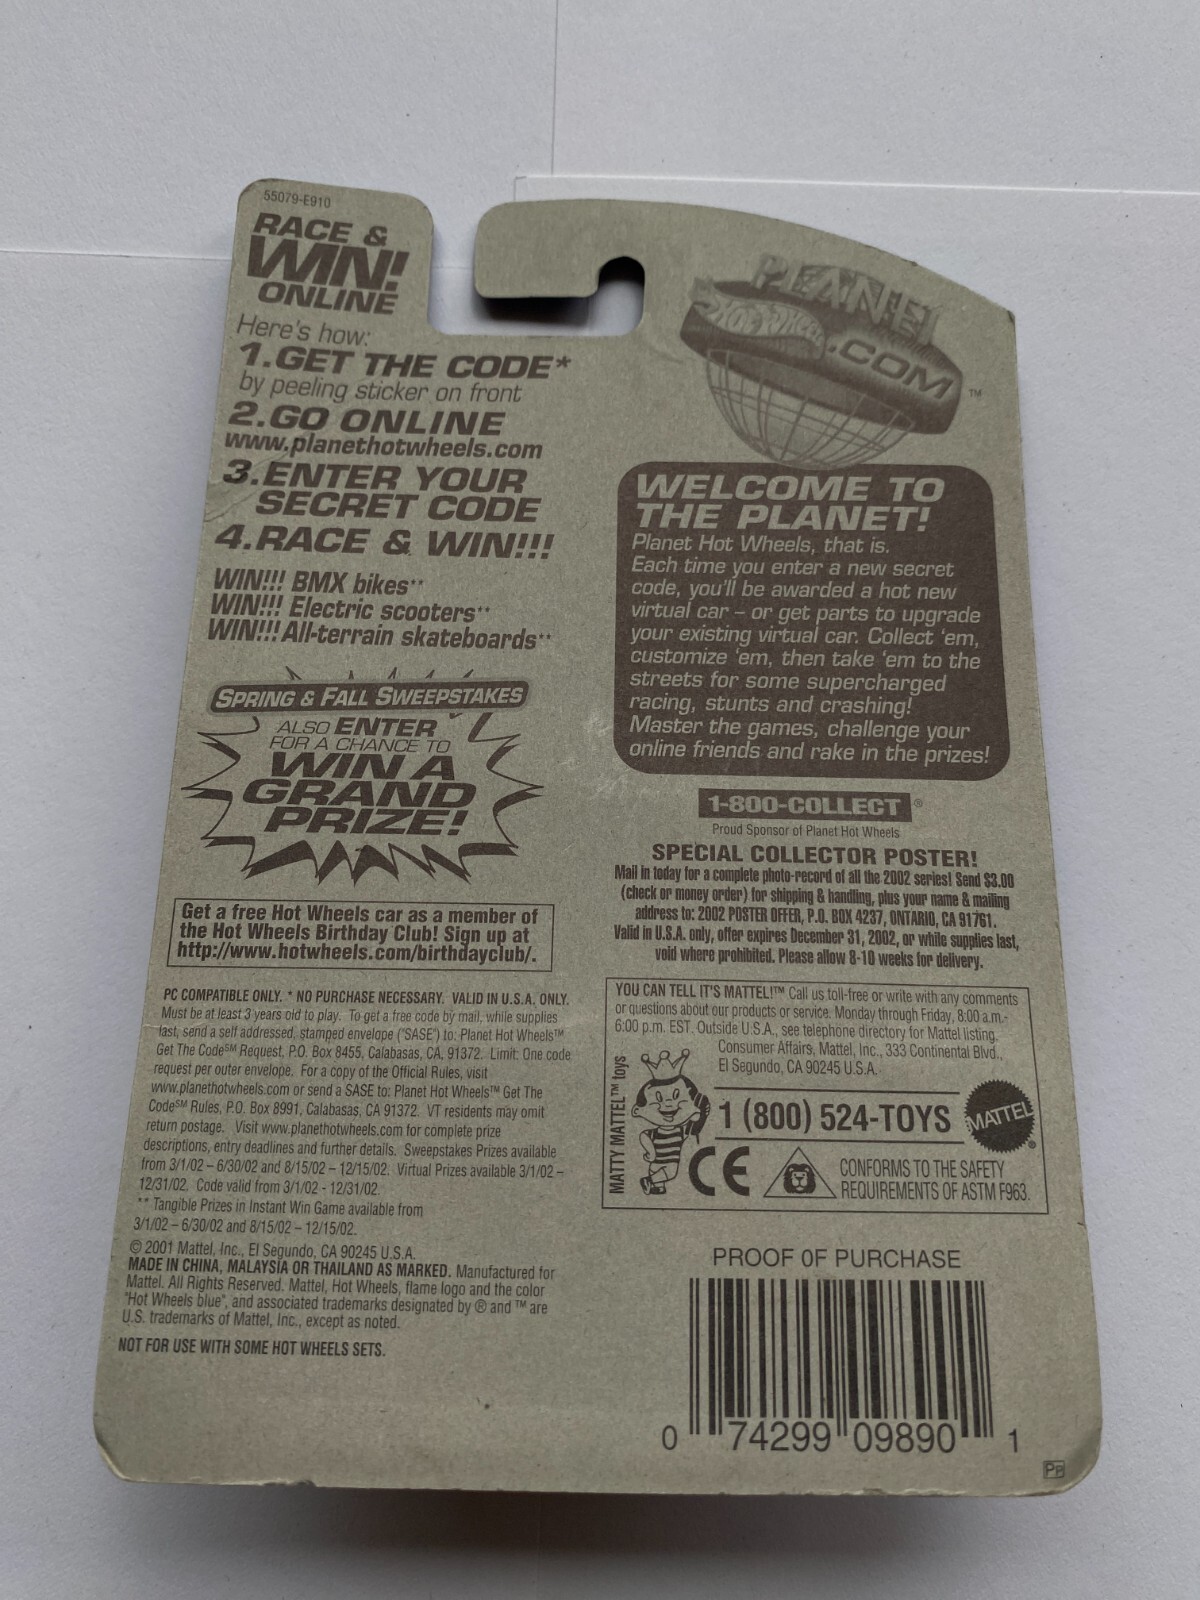 55079-E910
RACE &
WIN!
ONLINE
Here's how:
1.GET THE CODE*
by peeling sticker on front
2.GO ONLINE
www.planethotwheels.com
3.ENTER YOUR
SECRET CODE
4.RACE & WIN!!!
WIN!!! BMX bikes**
WIN!!! Electric scooters**
WIN!!! All-terrain skateboards**
SPRING & FALL SWEEPSTAKES
ALSO ENTER
FOR A CHANCE TO
WIN A
GRAND
PRIZE!
Get a free Hot Wheels car as a member of
the Hot Wheels Birthday Club! Sign up at
http://www.hotwheels.com/birthdayclub/.
PC COMPATIBLE ONLY. * NO PURCHASE NECESSARY. VALID IN U.S.A. ONLY.
Must be at least 3 years old to play. To get a free code by mail, while supplies
last, send a self addressed, stamped envelope ("SASE") to: Planet Hot Wheels™
Get The Code℠ Request, P.O. Box 8455, Calabasas, CA. 91372. Limit: One code
request per outer envelope. For a copy of the Official Rules, visit
www.planethotwheels.com or send a SASE to: Planet Hot Wheels™ Get The
Code℠ Rules, P.O. Box 8991, Calabasas, CA 91372. VT residents may omit
return postage. Visit www.planethotwheels.com for complete prize
descriptions, entry deadlines and further details. Sweepstakes Prizes available
from 3/1/02 – 6/30/02 and 8/15/02 – 12/15/02. Virtual Prizes available 3/1/02 –
12/31/02. Code valid from 3/1/02 - 12/31/02.
** Tangible Prizes in Instant Win Game available from
3/1/02 – 6/30/02 and 8/15/02 – 12/15/02.
© 2001 Mattel, Inc., El Segundo, CA 90245 U.S.A.
MADE IN CHINA, MALAYSIA OR THAILAND AS MARKED. Manufactured for
Mattel. All Rights Reserved. Mattel, Hot Wheels, flame logo and the color
"Hot Wheels blue", and associated trademarks designated by ® and ™ are
U.S. trademarks of Mattel, Inc., except as noted.
NOT FOR USE WITH SOME HOT WHEELS SETS.
PLANET
HOT WHEELS
.COM ™
WELCOME TO
THE PLANET!
Planet Hot Wheels, that is.
Each time you enter a new secret
code, you'll be awarded a hot new
virtual car – or get parts to upgrade
your existing virtual car. Collect 'em,
customize 'em, then take 'em to the
streets for some supercharged
racing, stunts and crashing!
Master the games, challenge your
online friends and rake in the prizes!
1-800-COLLECT ®
Proud Sponsor of Planet Hot Wheels
SPECIAL COLLECTOR POSTER!
Mail in today for a complete photo-record of all the 2002 series! Send $3.00
(check or money order) for shipping & handling, plus your name & mailing
address to: 2002 POSTER OFFER, P.O. BOX 4237, ONTARIO, CA 91761.
Valid in U.S.A. only, offer expires December 31, 2002, or while supplies last,
void where prohibited. Please allow 8-10 weeks for delivery.
YOU CAN TELL IT'S MATTEL!™ Call us toll-free or write with any comments
or questions about our products or service. Monday through Friday, 8:00 a.m.-
6:00 p.m. EST. Outside U.S.A., see telephone directory for Mattel listing.
Consumer Affairs, Mattel, Inc., 333 Continental Blvd.,
El Segundo, CA 90245 U.S.A.
MATTY MATTEL™ toys
1 (800) 524-TOYS
MATTEL ®
CE
CONFORMS TO THE SAFETY
REQUIREMENTS OF ASTM F963.
PROOF OF PURCHASE
0 74299 09890 1
PP